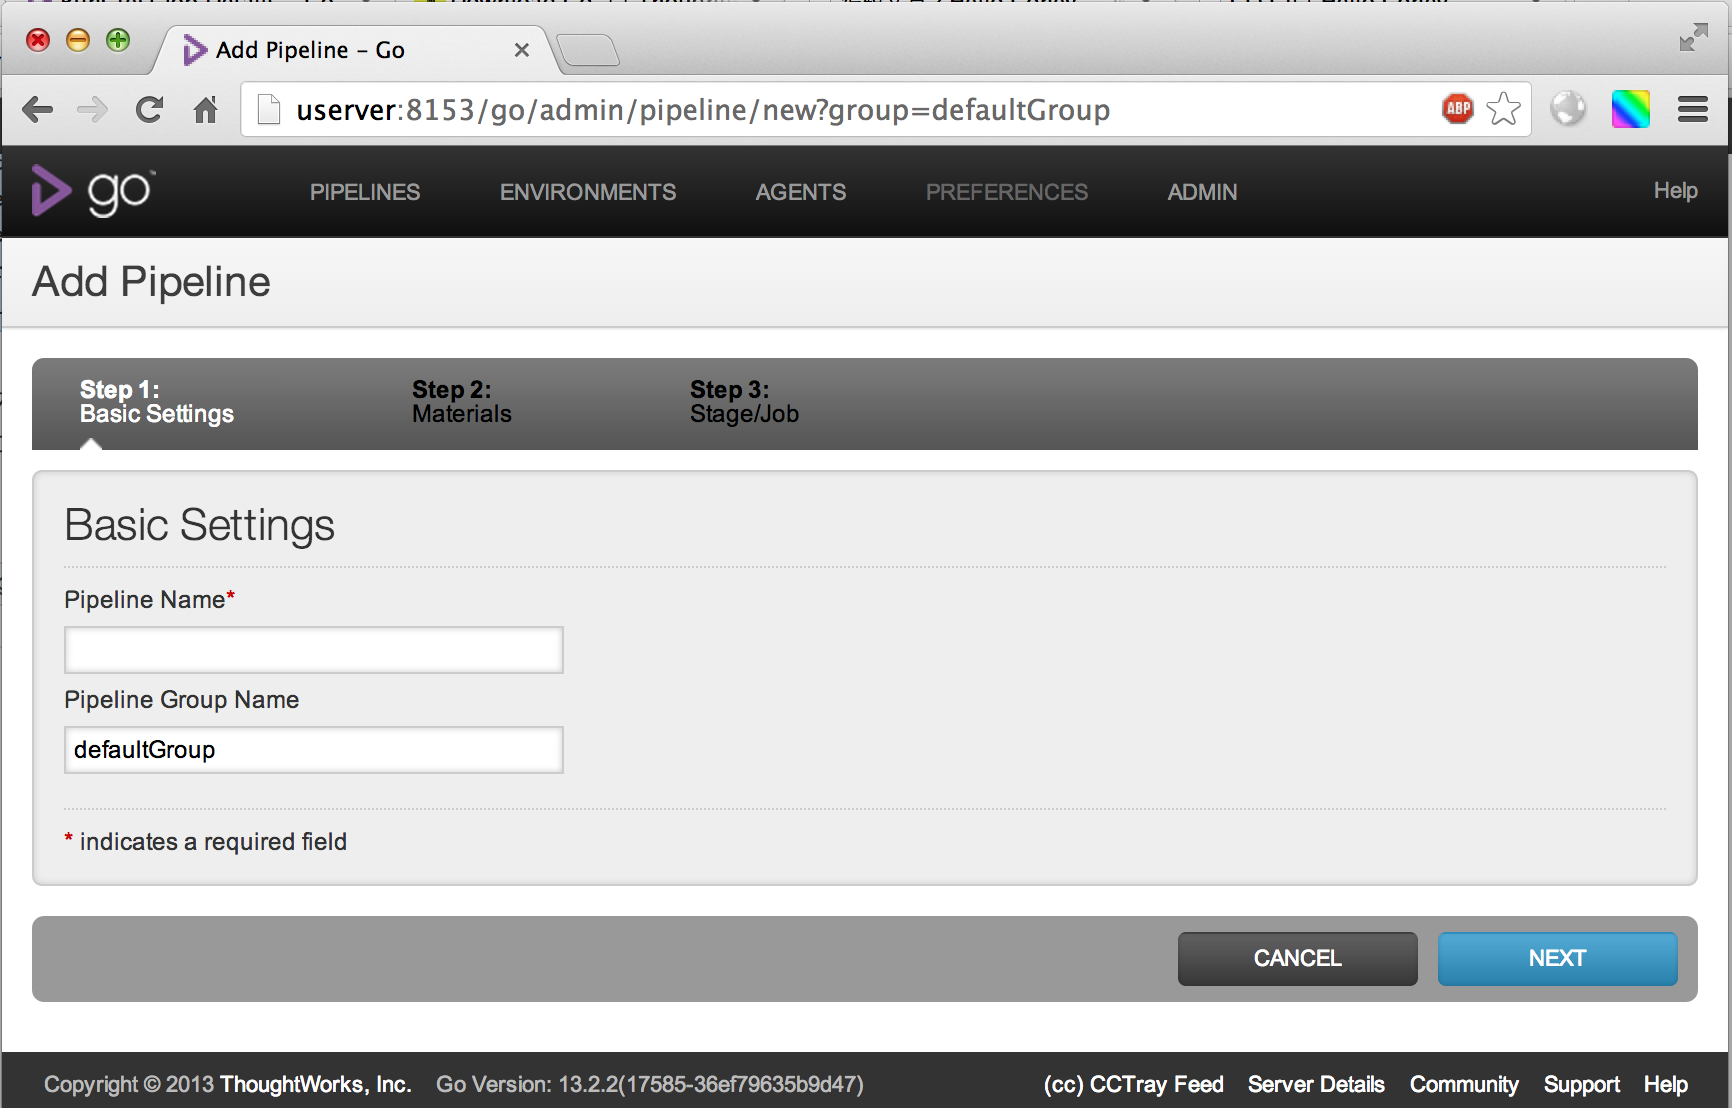 Add Pipeline – Go
userver:8153/go/admin/pipeline/new?group=defaultGroup
ABP
go™
PIPELINES ENVIRONMENTS AGENTS PREFERENCES ADMIN Help
Add Pipeline
Step 1: Step 2: Step 3:
Basic Settings Materials Stage/Job
Basic Settings
Pipeline Name*
Pipeline Group Name
defaultGroup
* indicates a required field
CANCEL NEXT
Copyright © 2013 ThoughtWorks, Inc. Go Version: 13.2.2(17585-36ef79635b9d47) (cc) CCTray Feed Server Details Community Support Help